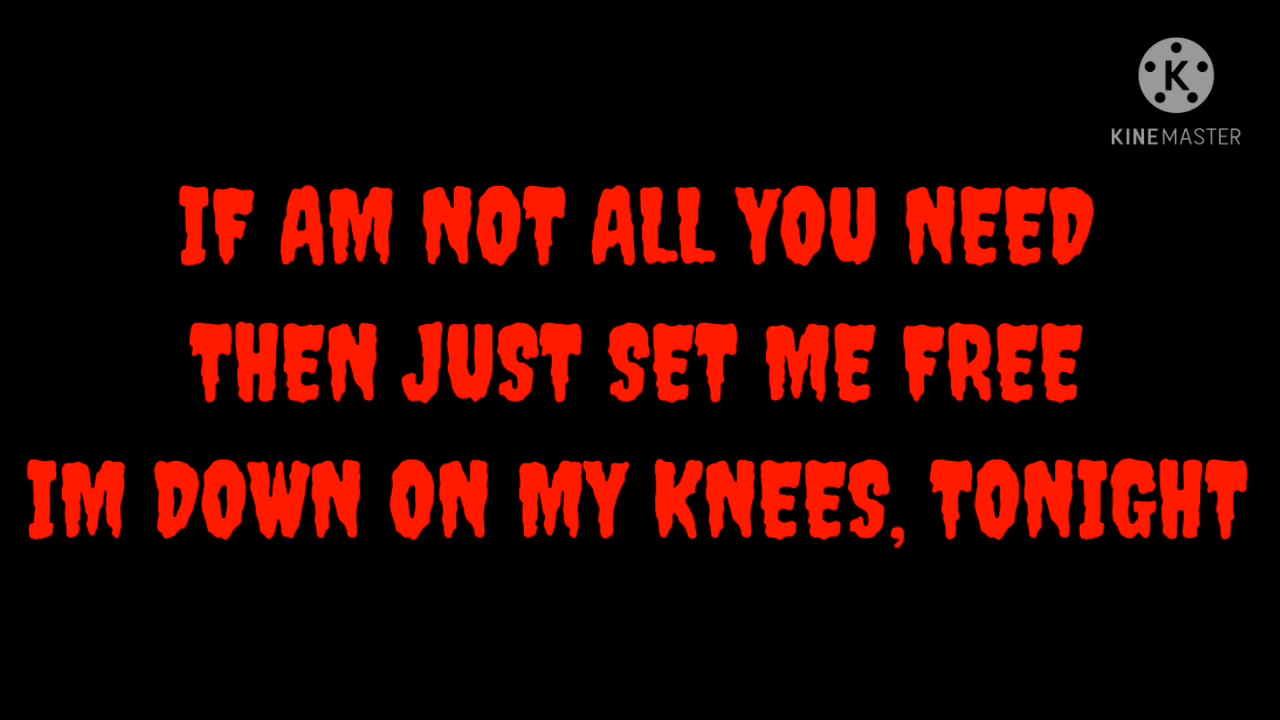 K
KINEMASTER
IF AM NOT ALL YOU NEED
THEN JUST SET ME FREE
IM DOWN ON MY KNEES, TONIGHT